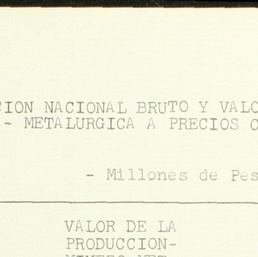 CION NACIONAL BRUTO Y VALO
- METALURGICA A PRECIOS C
- Millones de Pes
VALOR DE LA
PRODUCCION-